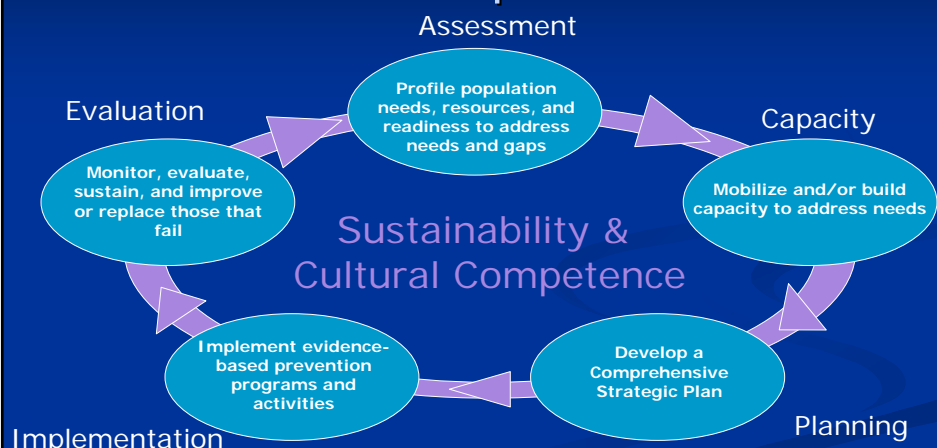 Assessment
Profile population
needs, resources, and
readiness to address
needs and gaps
Evaluation
Capacity
Monitor, evaluate,
sustain, and improve
or replace those that
fail
Mobilize and/or build
capacity to address needs
Sustainability &
Cultural Competence
Implement evidence-
based prevention
programs and
activities
Develop a
Comprehensive
Strategic Plan
Planning
Implementation